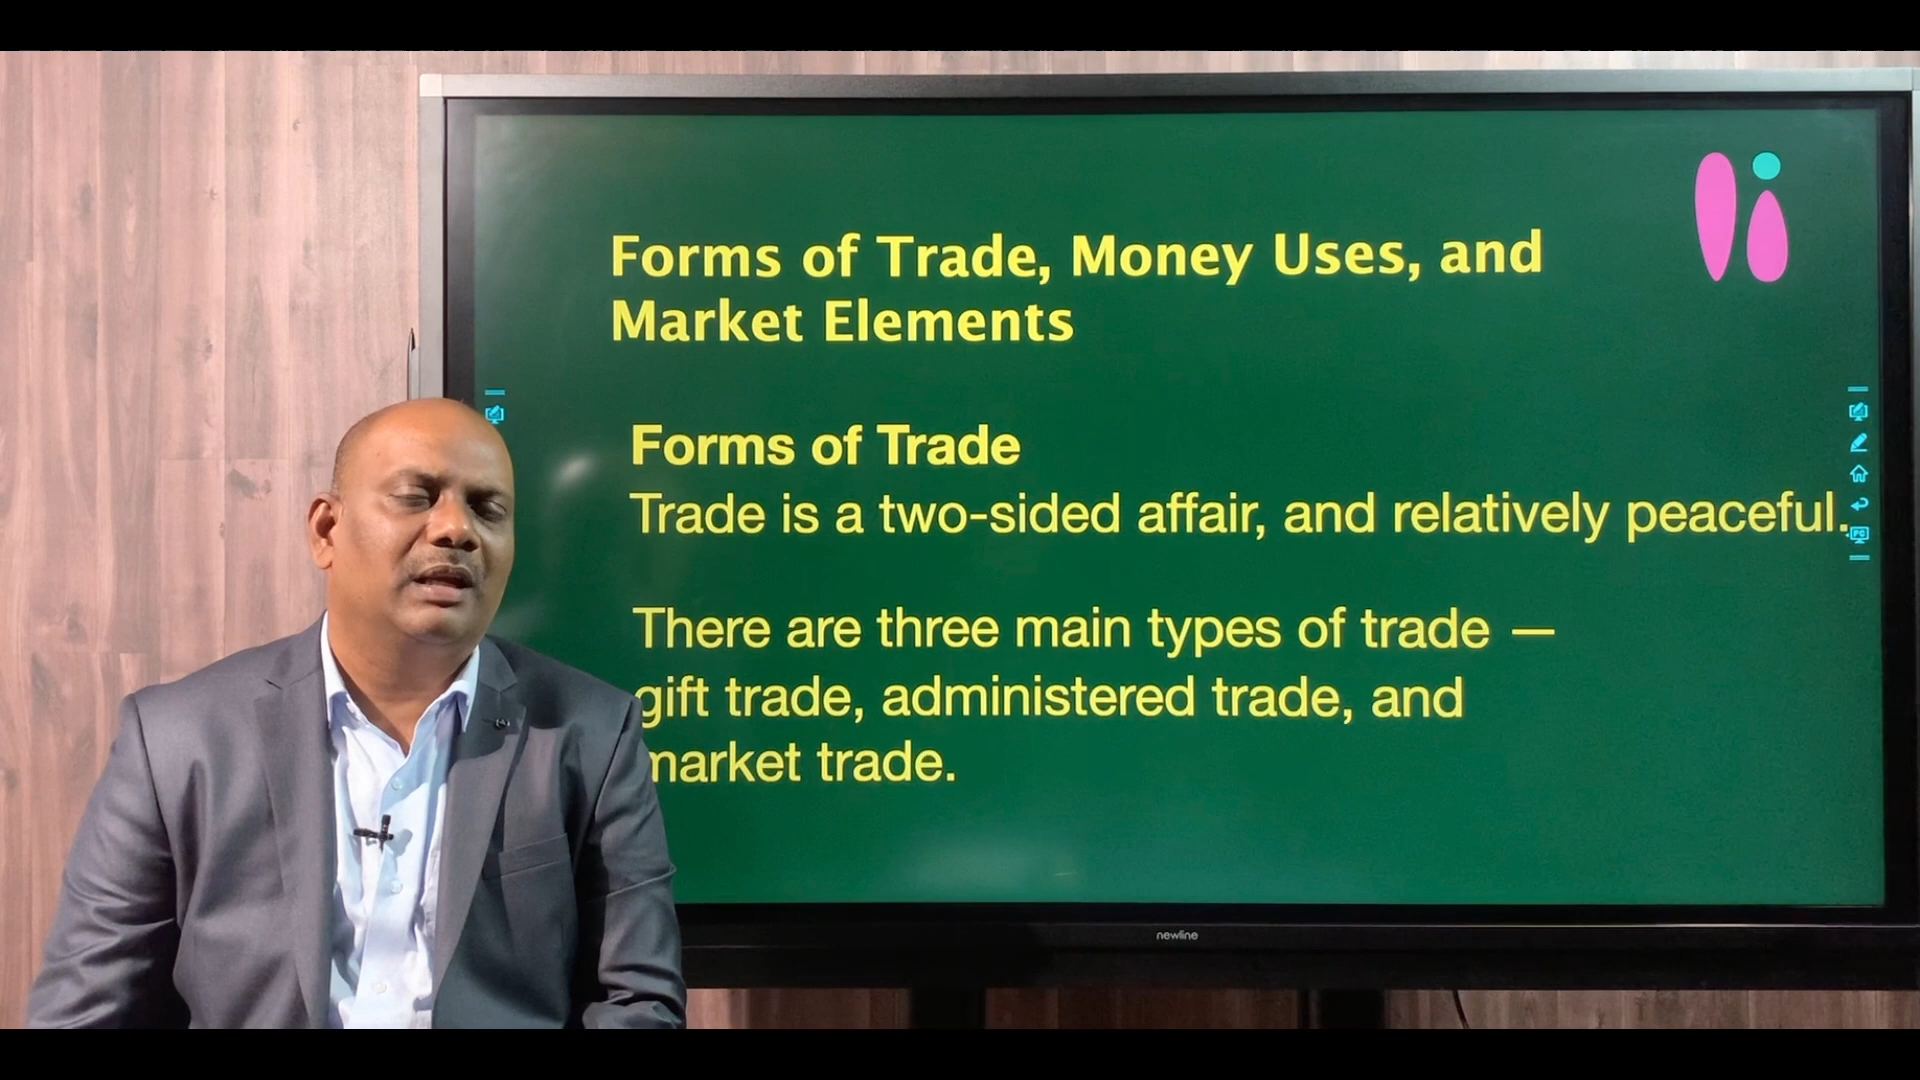 Forms of Trade, Money Uses, and
Market Elements
Forms of Trade
Trade is a two-sided affair, and relatively peaceful.
There are three main types of trade —
gift trade, administered trade, and
market trade.
newline